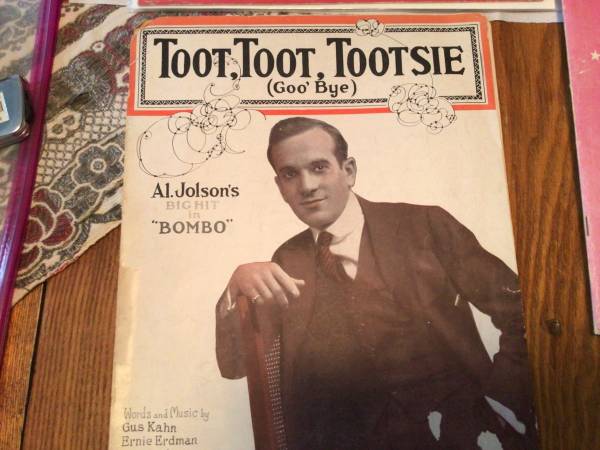 TOOT, TOOT, TOOTSIE
(Goo' Bye)
Al. Jolson's
BIG HIT
in
"BOMBO"
Words and Music by
Gus Kahn
Ernie Erdman